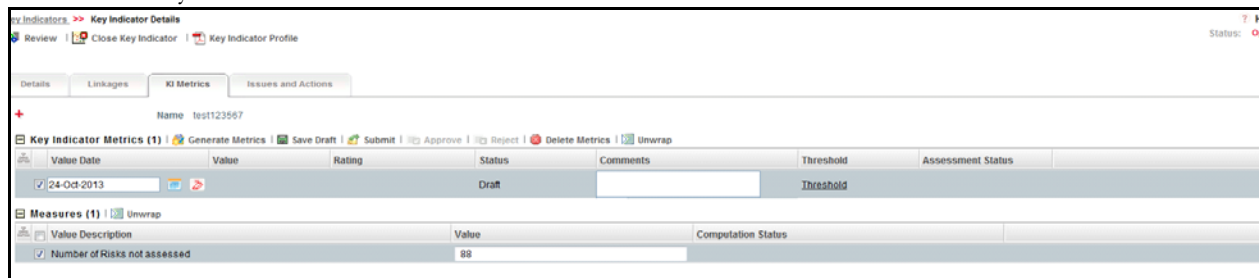 ey Indicators >> Key Indicator Details ?
Review | Close Key Indicator | Key Indicator Profile Status:
Details Linkages KI Metrics Issues and Actions
+ Name test123567
Key Indicator Metrics (1) | Generate Metrics | Save Draft | Submit | Approve | Reject | Delete Metrics | Unwrap
Value Date Value Rating Status Comments Threshold Assessment Status
24-Oct-2013 Draft Threshold
Measures (1) | Unwrap
Value Description Value Computation Status
Number of Risks not assessed 88